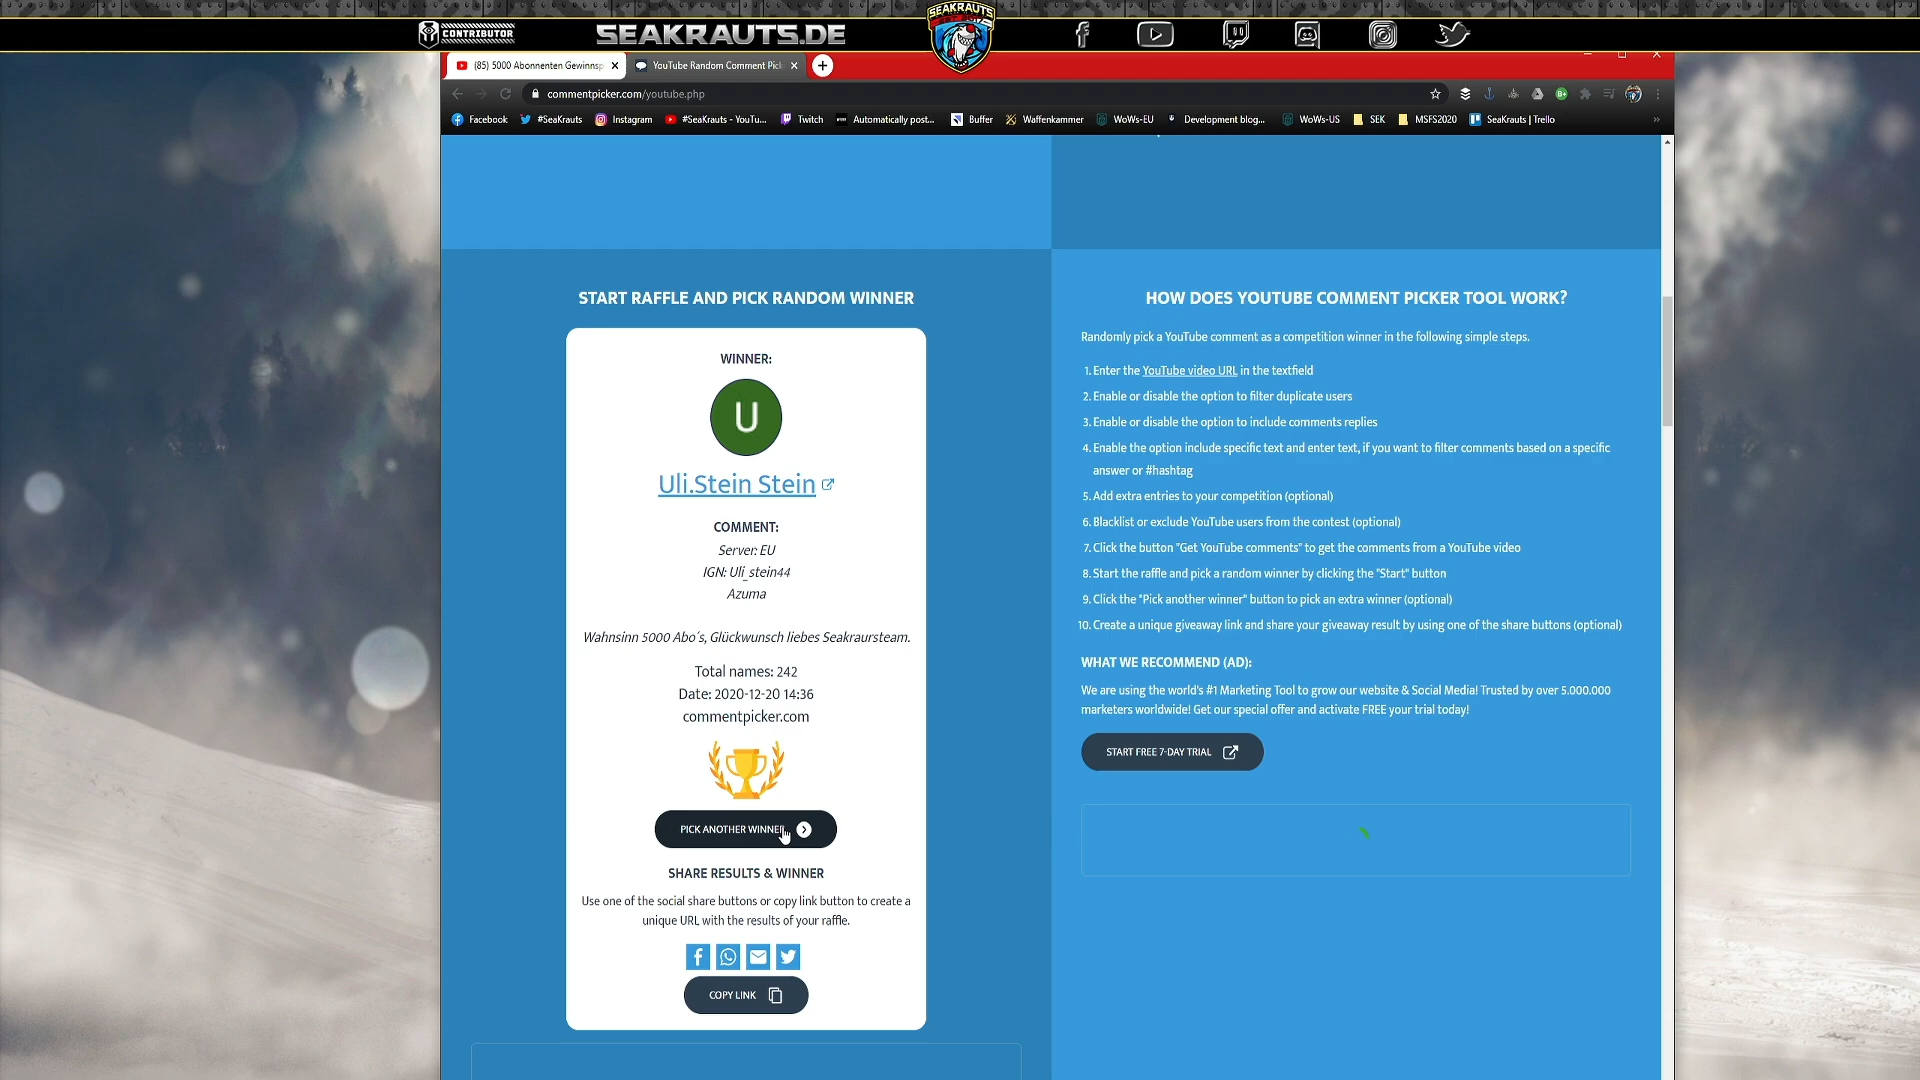 CONTRIBUTOR
SEAKRAUTS.DE
SEAKRAUTS
(85) 5000 Abonnenten Gewinnsp
YouTube Random Comment Pic
commentpicker.com/youtube.php
Facebook
#SeaKrauts
Instagram
#SeaKrauts - YouTu...
Twitch
Automatically post...
Buffer
Waffenkammer
WoWs-EU
Development blog...
WoWs-US
SEK
MSFS2020
SeaKrauts | Trello
START RAFFLE AND PICK RANDOM WINNER
WINNER:
U
Uli.Stein Stein
COMMENT:
Server: EU
IGN: Uli_stein44
Azuma
Wahnsinn 5000 Abo´s, Glückwunsch liebes Seakraursteam.
Total names: 242
Date: 2020-12-20 14:36
commentpicker.com
PICK ANOTHER WINNER
SHARE RESULTS & WINNER
Use one of the social share buttons or copy link button to create a
unique URL with the results of your raffle.
COPY LINK
HOW DOES YOUTUBE COMMENT PICKER TOOL WORK?
Randomly pick a YouTube comment as a competition winner in the following simple steps.
1. Enter the YouTube video URL in the textfield
2. Enable or disable the option to filter duplicate users
3. Enable or disable the option to include comments replies
4. Enable the option include specific text and enter text, if you want to filter comments based on a specific
answer or #hashtag
5. Add extra entries to your competition (optional)
6. Blacklist or exclude YouTube users from the contest (optional)
7. Click the button "Get YouTube comments" to get the comments from a YouTube video
8. Start the raffle and pick a random winner by clicking the "Start" button
9. Click the "Pick another winner" button to pick an extra winner (optional)
10. Create a unique giveaway link and share your giveaway result by using one of the share buttons (optional)
WHAT WE RECOMMEND (AD):
We are using the world's #1 Marketing Tool to grow our website & Social Media! Trusted by over 5.000.000
marketers worldwide! Get our special offer and activate FREE your trial today!
START FREE 7-DAY TRIAL